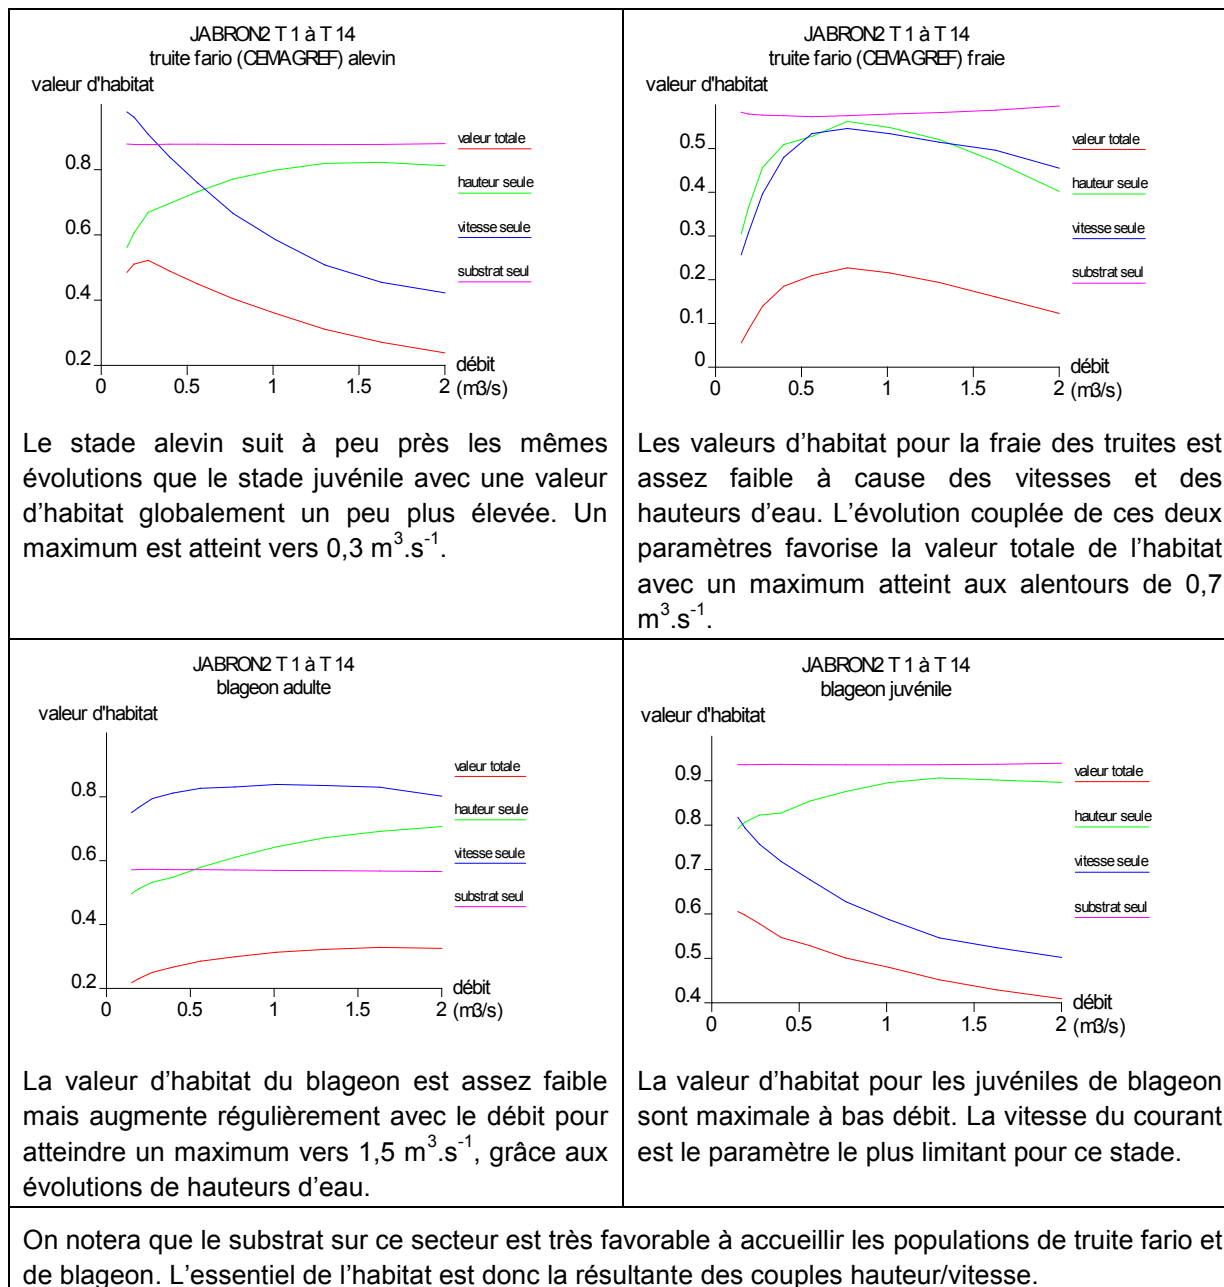 JABRON2 T 1 à T 14
truite fario (CEMAGREF) alevin
valeur d'habitat
valeur totale
0.8
hauteur seule
0.6
vitesse seule
substrat seul
0.4
0.2
débit
0 0.5 1 1.5 2 (m3/s)
Le stade alevin suit à peu près les mêmes
évolutions que le stade juvénile avec une valeur
d'habitat globalement un peu plus élevée. Un
maximum est atteint vers 0,3 m³.s⁻¹.
JABRON2 T 1 à T 14
truite fario (CEMAGREF) fraie
valeur d'habitat
0.5
valeur totale
0.4
hauteur seule
0.3
vitesse seule
0.2
substrat seul
0.1
0
débit
0 0.5 1 1.5 2 (m3/s)
Les valeurs d'habitat pour la fraie des truites est
assez faible à cause des vitesses et des
hauteurs d'eau. L'évolution couplée de ces deux
paramètres favorise la valeur totale de l'habitat
avec un maximum atteint aux alentours de 0,7
m³.s⁻¹.
JABRON2 T 1 à T 14
blageon adulte
valeur d'habitat
valeur totale
0.8
hauteur seule
0.6
vitesse seule
substrat seul
0.4
0.2
débit
0 0.5 1 1.5 2 (m3/s)
La valeur d'habitat du blageon est assez faible
mais augmente régulièrement avec le débit pour
atteindre un maximum vers 1,5 m³.s⁻¹, grâce aux
évolutions de hauteurs d'eau.
JABRON2 T 1 à T 14
blageon juvénile
valeur d'habitat
0.9
valeur totale
0.8
hauteur seule
0.7
vitesse seule
0.6
substrat seul
0.5
0.4
débit
0 0.5 1 1.5 2 (m3/s)
La valeur d'habitat pour les juvéniles de blageon
sont maximale à bas débit. La vitesse du courant
est le paramètre le plus limitant pour ce stade.
On notera que le substrat sur ce secteur est très favorable à accueillir les populations de truite fario et
de blageon. L'essentiel de l'habitat est donc la résultante des couples hauteur/vitesse.